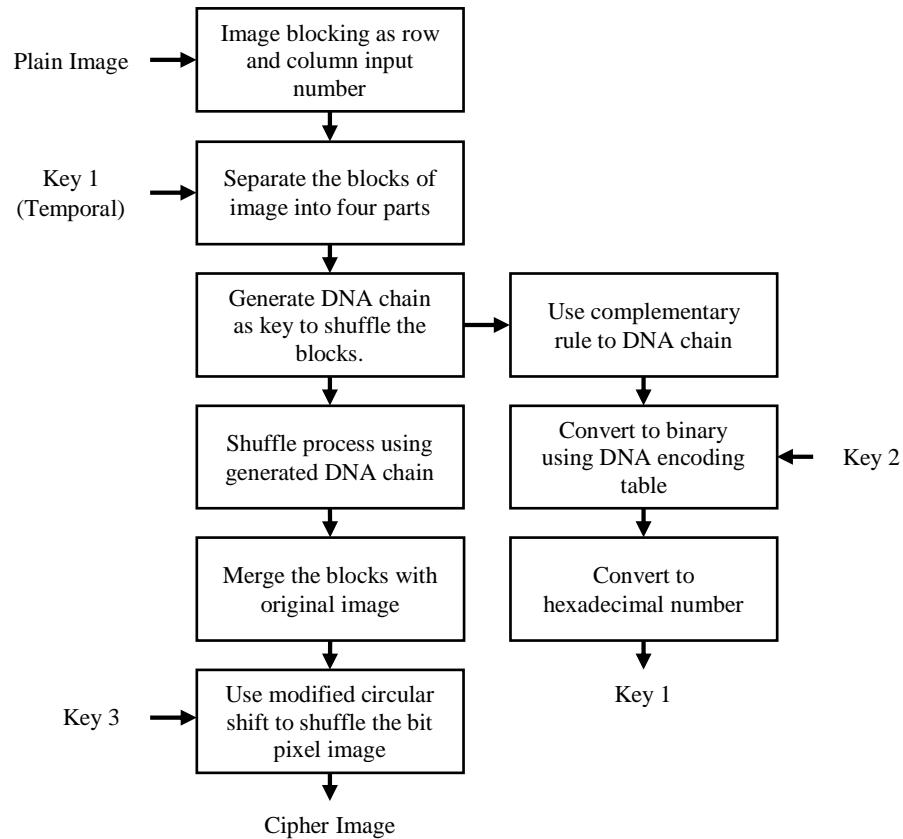 Image blocking as row
and column input
number
Plain Image
Key 1
(Temporal)
Separate the blocks of
image into four parts
Generate DNA chain
as key to shuffle the
blocks.
Use complementary
rule to DNA chain
Shuffle process using
generated DNA chain
Convert to binary
using DNA encoding
table
Key 2
Merge the blocks with
original image
Convert to
hexadecimal number
Key 1
Key 3
Use modified circular
shift to shuffle the bit
pixel image
Cipher Image